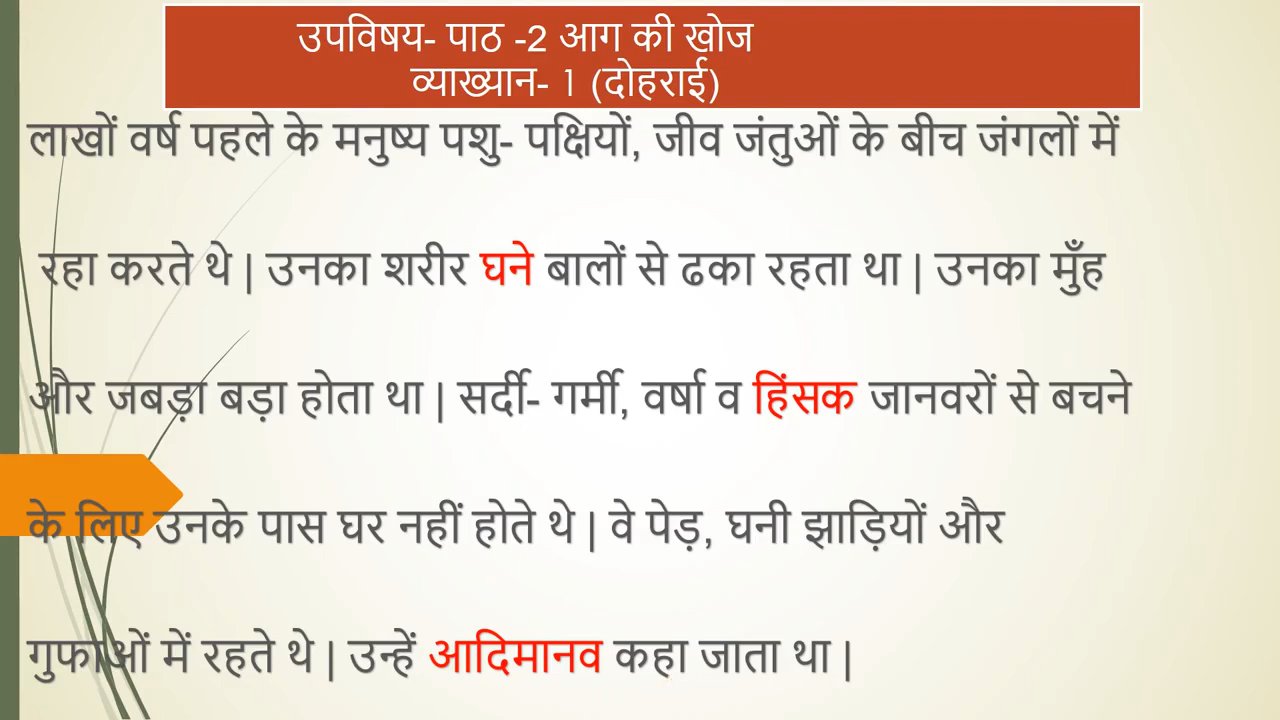 उपविषय- पाठ -2 आग की खोज
व्याख्यान- 1 (दोहराई)
लाखों वर्ष पहले के मनुष्य पशु- पक्षियों, जीव जंतुओं के बीच जंगलों में
रहा करते थे | उनका शरीर घने बालों से ढका रहता था | उनका मुँह
और जबड़ा बड़ा होता था | सर्दी- गर्मी, वर्षा व हिंसक जानवरों से बचने
के लिए उनके पास घर नहीं होते थे | वे पेड़, घनी झाड़ियों और
गुफाओं में रहते थे | उन्हें आदिमानव कहा जाता था |